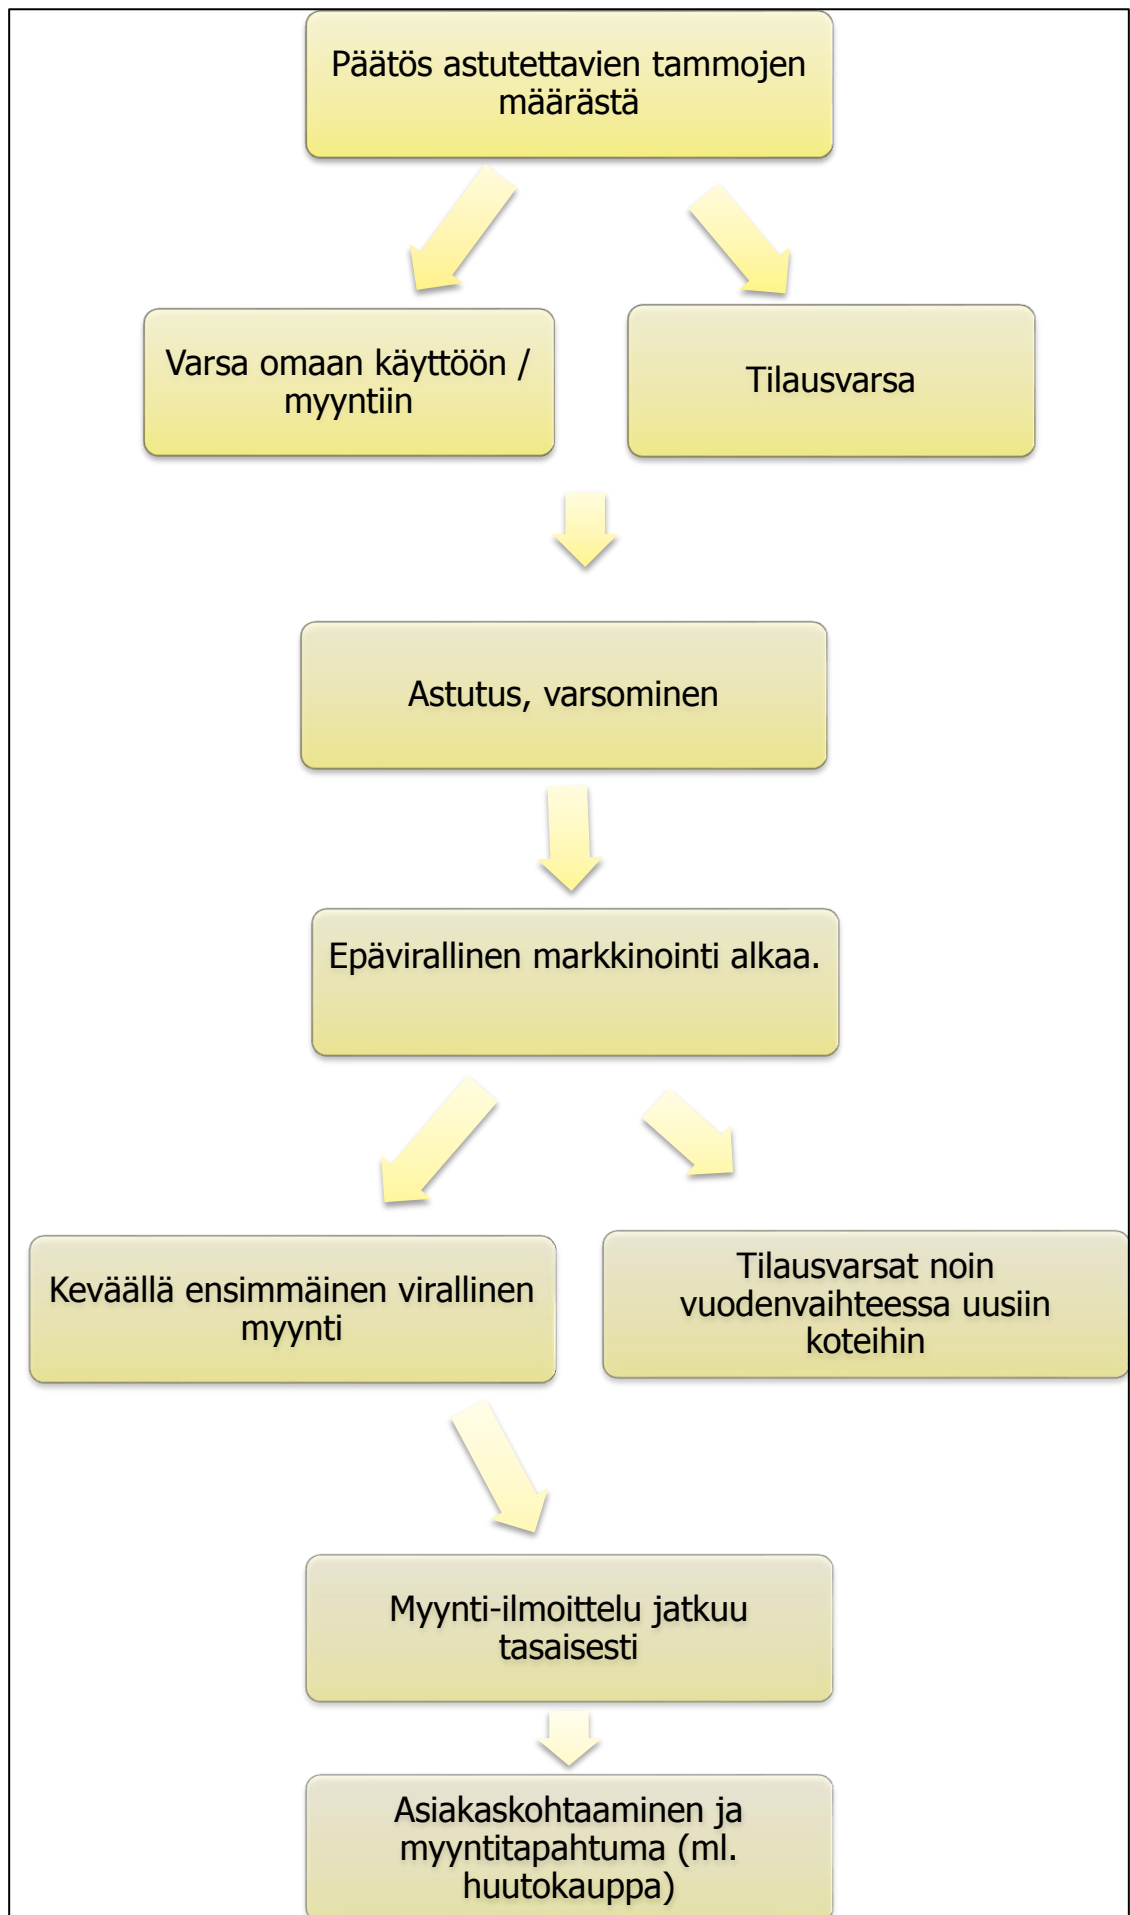 Päätös astutettavien tammojen
määrästä
Varsa omaan käyttöön /
myyntiin
Tilausvarsa
Astutus, varsominen
Epävirallinen markkinointi alkaa.
Keväällä ensimmäinen virallinen
myynti
Tilausvarsat noin
vuodenvaihteessa uusiin
koteihin
Myynti-ilmoittelu jatkuu
tasaisesti
Asiakaskohtaaminen ja
myyntitapahtuma (ml.
huutokauppa)